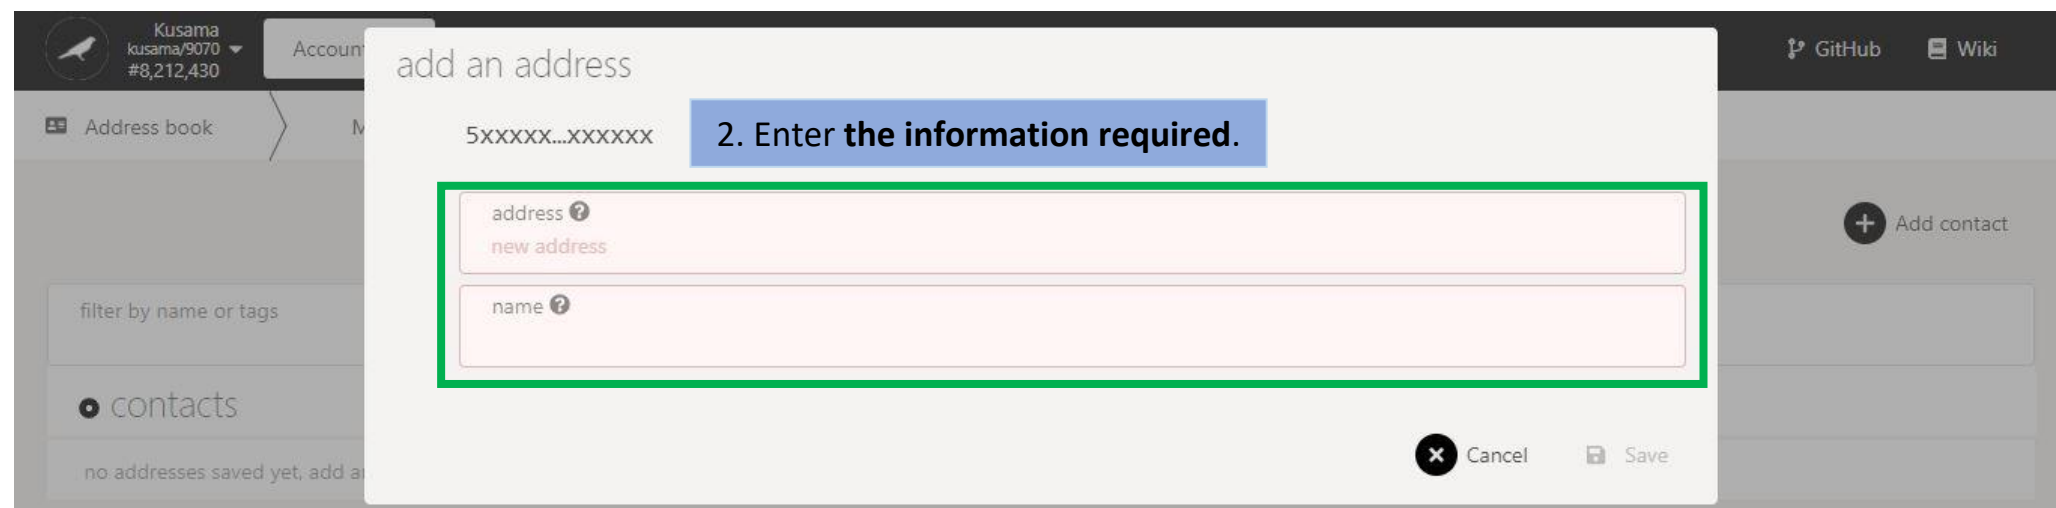 Kusama
kusama/9070
#8,212,430
Accoun
GitHub
Wiki
add an address
Address book
M
5xxxxx...xxxxxx
2. Enter the information required.
address
new address
Add contact
name
filter by name or tags
contacts
no addresses saved yet, add a
Cancel
Save